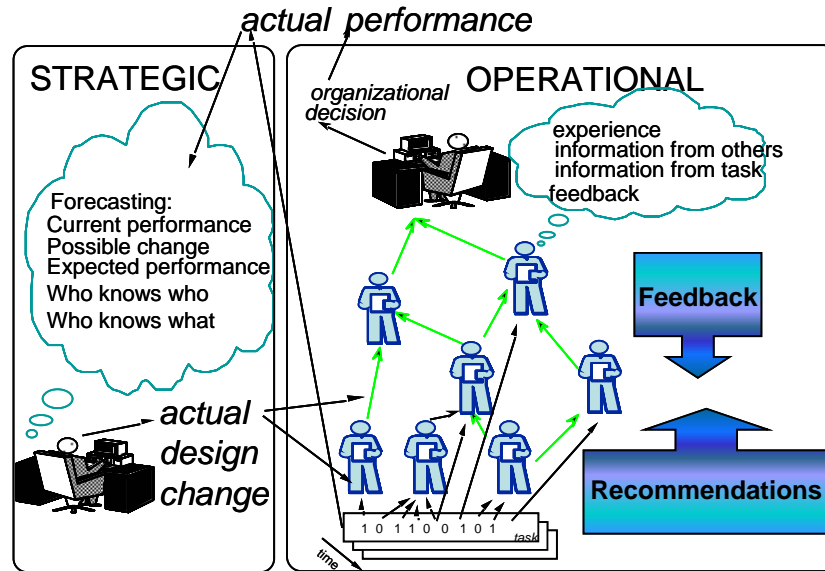 actual performance
STRATEGIC
Forecasting:
Current performance
Possible change
Expected performance
Who knows who
Who knows what
actual
design
change
OPERATIONAL
organizational
decision
experience
information from others
information from task
feedback
Feedback
Recommendations
1 0 1 1 0 0 1 0 1
task
time